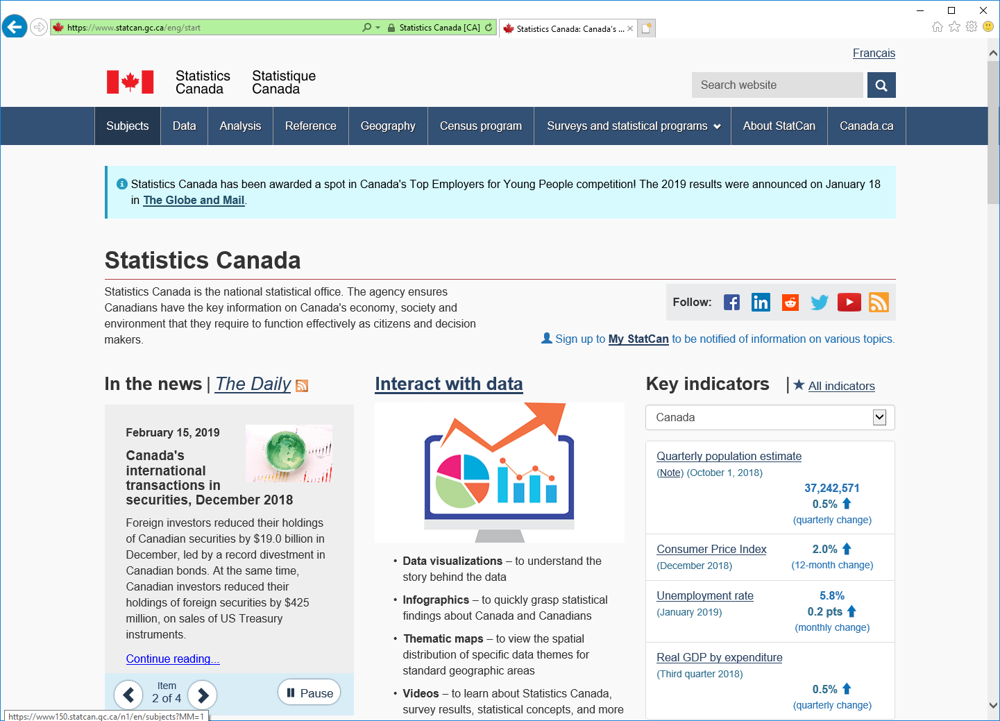 https://www.statcan.gc.ca/eng/start
Statistics Canada [CA]
Statistics Canada: Canada's ...
Français
Statistics
Canada
Statistique
Canada
Search website
Subjects
Data
Analysis
Reference
Geography
Census program
Surveys and statistical programs
About StatCan
Canada.ca
Statistics Canada has been awarded a spot in Canada's Top Employers for Young People competition! The 2019 results were announced on January 18
in The Globe and Mail.
Statistics Canada
Statistics Canada is the national statistical office. The agency ensures
Canadians have the key information on Canada's economy, society and
environment that they require to function effectively as citizens and decision
makers.
Follow:
Sign up to My StatCan to be notified of information on various topics.
In the news | The Daily
February 15, 2019
Canada's
international
transactions in
securities, December 2018
Foreign investors reduced their holdings
of Canadian securities by $19.0 billion in
December, led by a record divestment in
Canadian bonds. At the same time,
Canadian investors reduced their
holdings of foreign securities by $425
million, on sales of US Treasury
instruments.
Continue reading...
Item
2 of 4
Pause
Interact with data
• Data visualizations – to understand the
story behind the data
• Infographics – to quickly grasp statistical
findings about Canada and Canadians
• Thematic maps – to view the spatial
distribution of specific data themes for
standard geographic areas
• Videos – to learn about Statistics Canada,
survey results, statistical concepts, and more
Key indicators | All indicators
Canada
Quarterly population estimate
(Note) (October 1, 2018)
37,242,571
0.5%
(quarterly change)
Consumer Price Index
(December 2018)
2.0%
(12-month change)
Unemployment rate
(January 2019)
5.8%
0.2 pts
(monthly change)
Real GDP by expenditure
(Third quarter 2018)
0.5%
(quarterly change)
https://www150.statcan.gc.ca/n1/en/subjects?MM=1